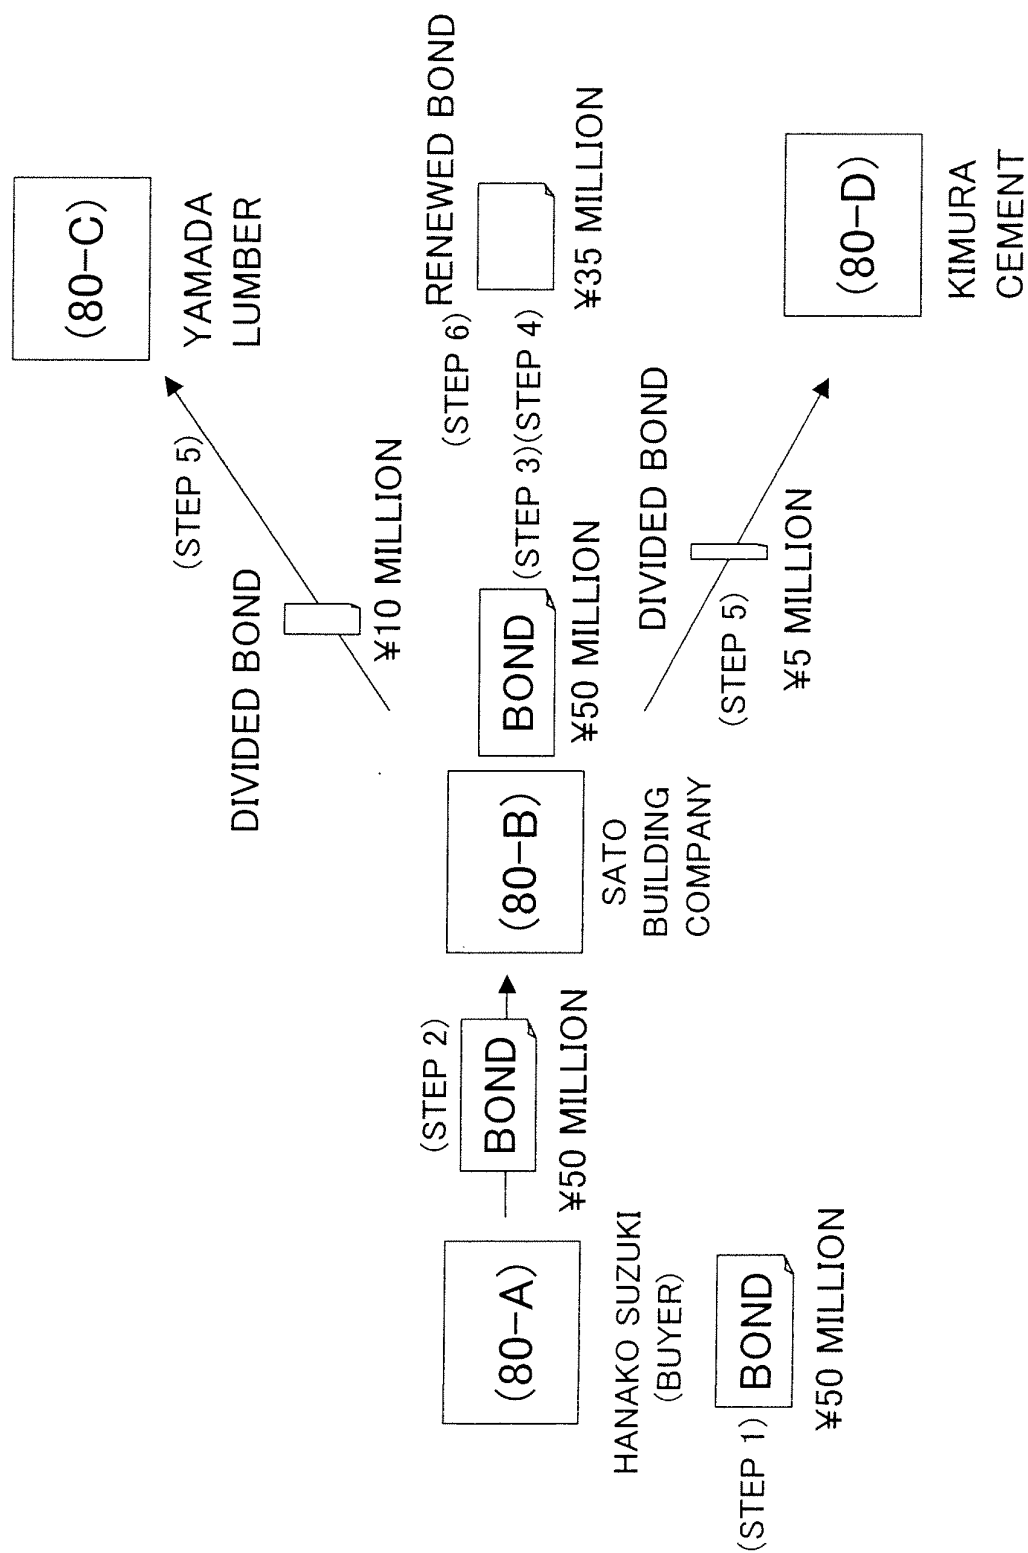 (80-C)
YAMADA
LUMBER
(STEP 5)
DIVIDED BOND
¥10 MILLION
(STEP 6)
RENEWED BOND
¥35 MILLION
(STEP 3)(STEP 4)
(STEP 2)
BOND
¥50 MILLION
(80-A)
HANAKO SUZUKI
(BUYER)
(STEP 1)
BOND
¥50 MILLION
(80-B)
SATO
BUILDING
COMPANY
BOND
¥50 MILLION
DIVIDED BOND
(STEP 5)
¥5 MILLION
(80-D)
KIMURA
CEMENT